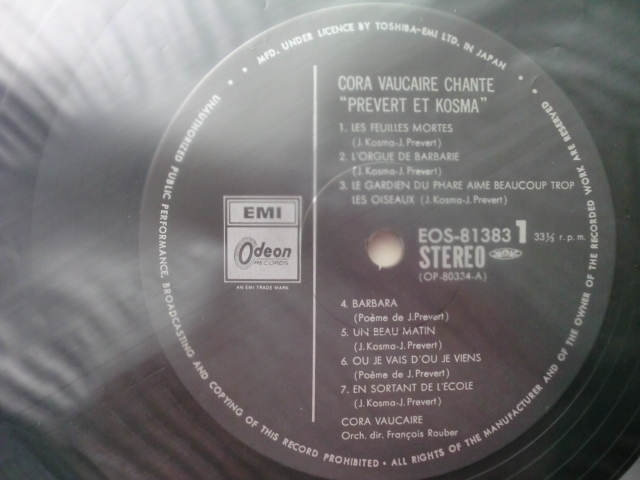 MFD. UNDER LICENCE BY TOSHIBA-EMI LTD. IN JAPAN
UNAUTHORIZED PUBLIC PERFORMANCE, BROADCASTING AND COPYING OF THIS RECORD PROHIBITED • ALL RIGHTS OF THE MANUFACTURER AND OF THE OWNER OF THE RECORDED WORK ARE RESERVED
CORA VAUCAIRE CHANTE
"PREVERT ET KOSMA"
1. LES FEUILLES MORTES
(J. Kosma-J. Prevert)
2. L'ORGUE DE BARBARIE
(J. Kosma-J. Prevert)
3. LE GARDIEN DU PHARE AIME BEAUCOUP TROP
LES OISEAUX (J. Kosma-J. Prevert)
EMI
Odeon
RECORDS
AN EMI TRADE MARK
EOS-81383 1 33⅓ r. p. m.
STEREO
(OP-80334-A)
4. BARBARA
(Poème de J. Prevert)
5. UN BEAU MATIN
(J. Kosma-J. Prevert)
6. OU JE VAIS D'OU JE VIENS
(Poème de J. Prevert)
7. EN SORTANT DE L'ECOLE
(J. Kosma-J. Prevert)
CORA VAUCAIRE
Orch. dir. François Rauber